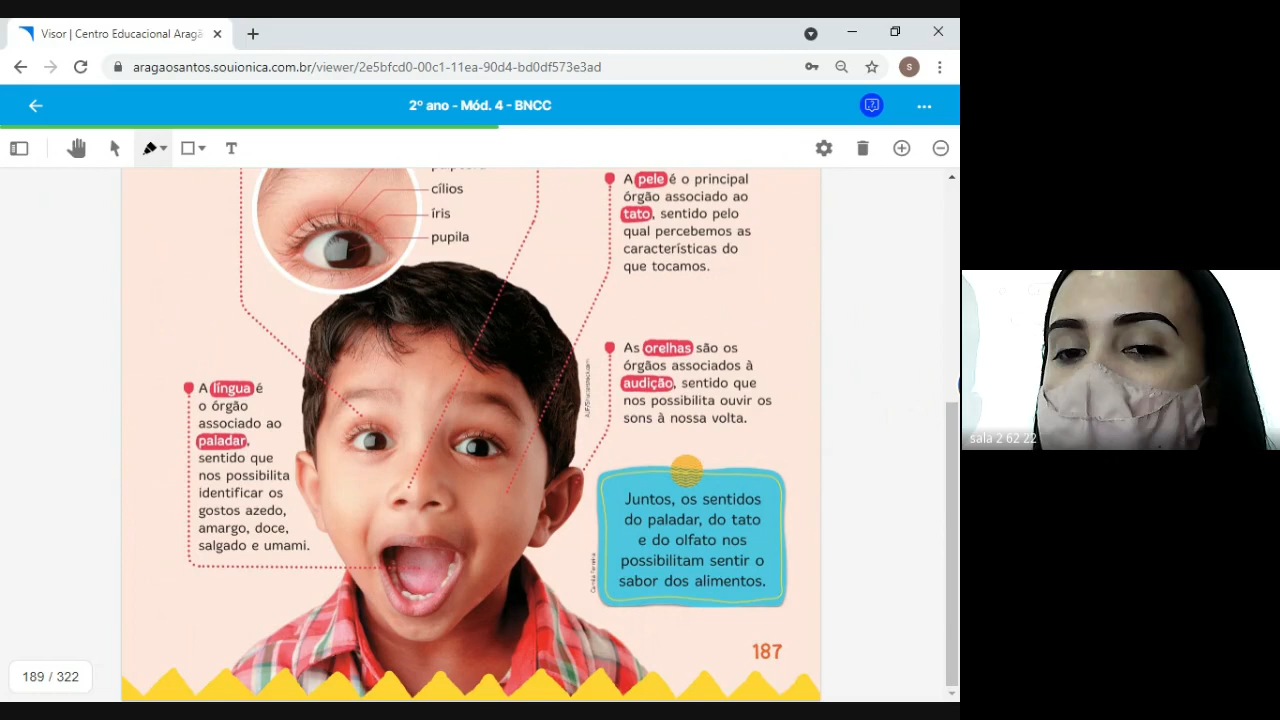 Visor | Centro Educacional Aragã
aragaosantos.souionica.com.br/viewer/2e5bfcd0-00c1-11ea-90d4-bd0df573e3ad
s
2º ano - Mód. 4 - BNCC
T
cílios
íris
pupila
A pele é o principal
órgão associado ao
tato, sentido pelo
qual percebemos as
características do
que tocamos.
As orelhas são os
órgãos associados à
audição, sentido que
nos possibilita ouvir os
sons à nossa volta.
A língua é
o órgão
associado ao
paladar,
sentido que
nos possibilita
identificar os
gostos azedo,
amargo, doce,
salgado e umami.
Juntos, os sentidos
do paladar, do tato
e do olfato nos
possibilitam sentir o
sabor dos alimentos.
187
189 / 322
sala 2 62 22